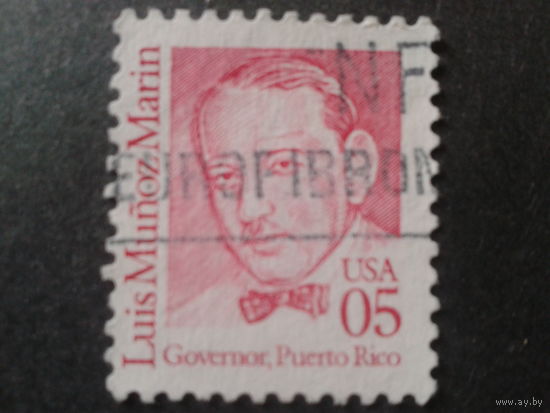 Luis Muñoz Marin
USA
05
Governor, Puerto Rico
www.ay.by